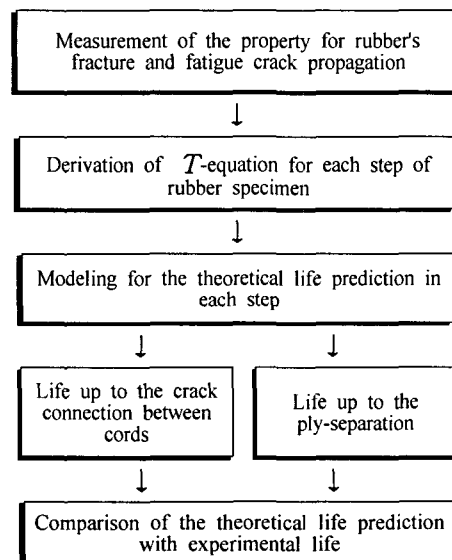 Measurement of the property for rubber's
fracture and fatigue crack propagation
↓
Derivation of T-equation for each step of
rubber specimen
↓
Modeling for the theoretical life prediction in
each step
↓ ↓
Life up to the crack
connection between
cords
Life up to the
ply-separation
↓ ↓
Comparison of the theoretical life prediction
with experimental life